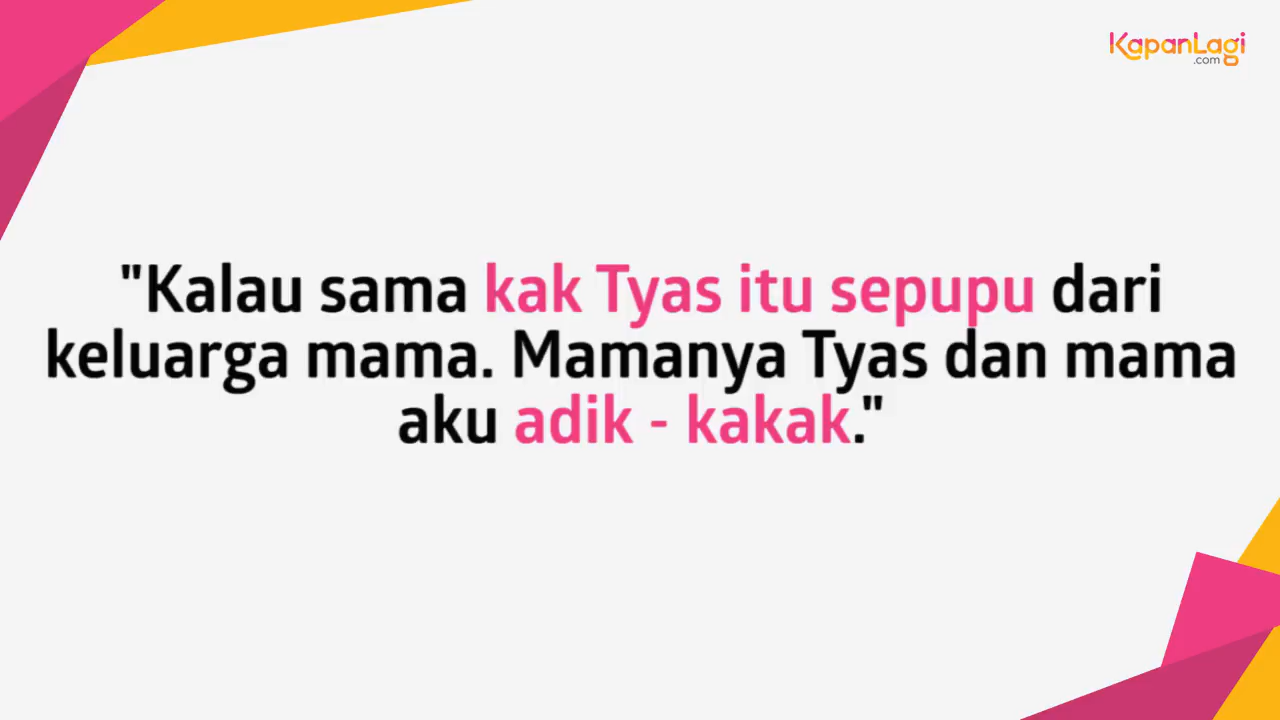 KapanLagi
.com
"Kalau sama kak Tyas itu sepupu dari
keluarga mama. Mamanya Tyas dan mama
aku adik - kakak."